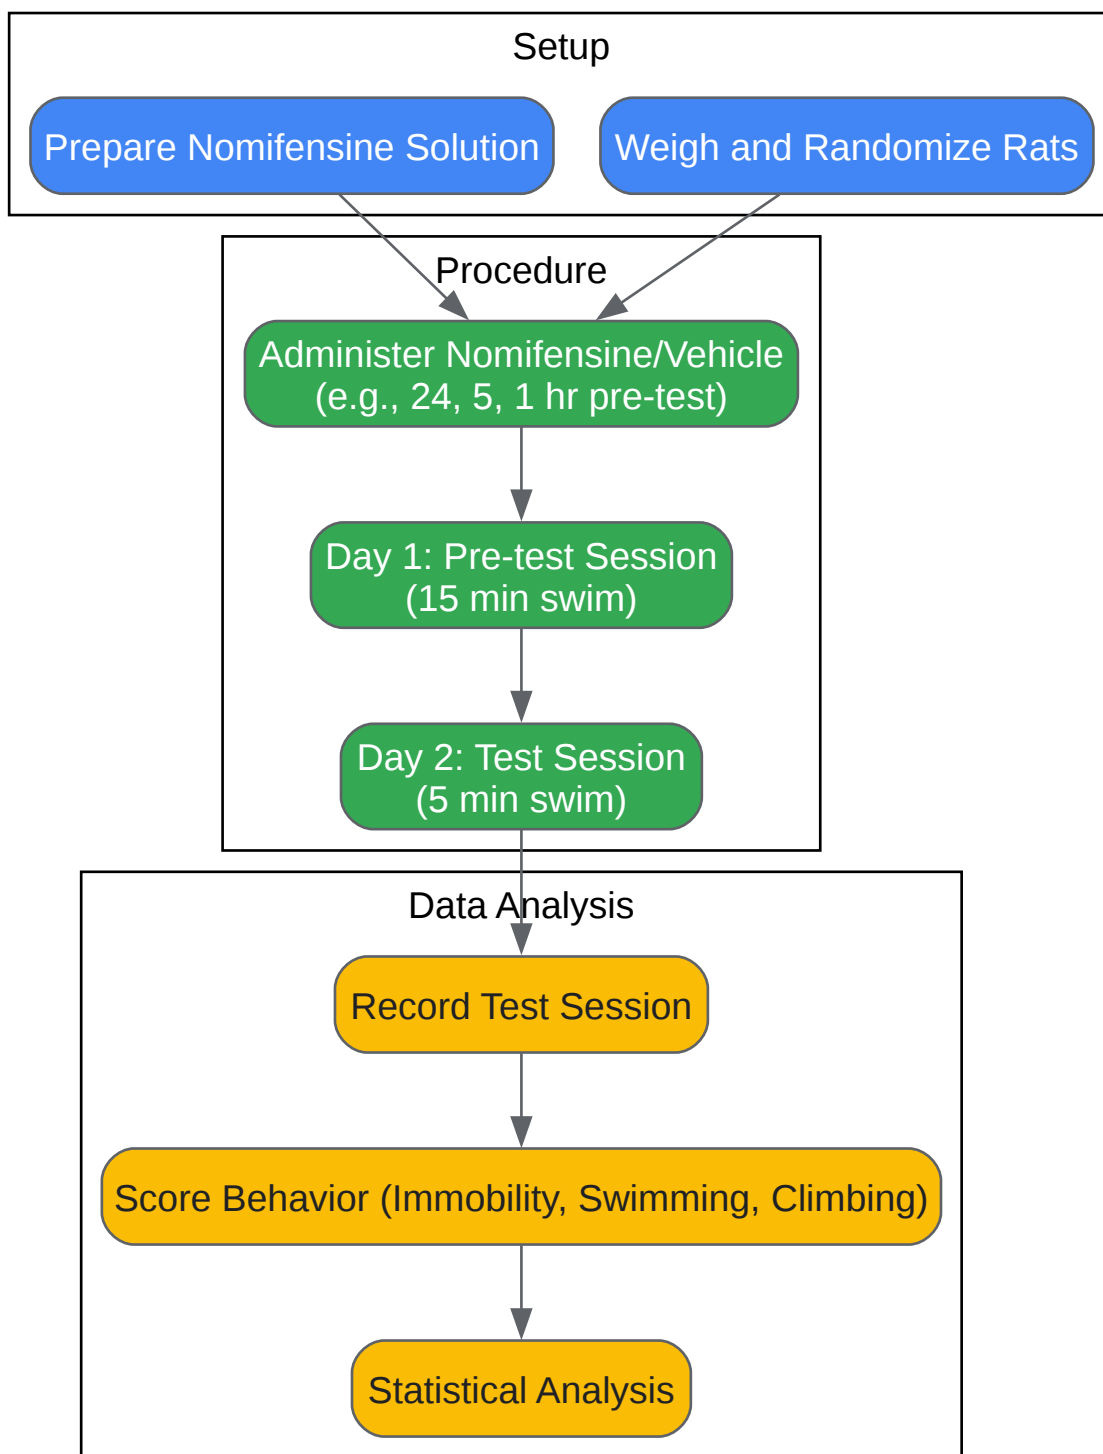 Setup
Prepare Nomifensine Solution
Weigh and Randomize Rats
Procedure
Administer Nomifensine/Vehicle
(e.g., 24, 5, 1 hr pre-test)
Day 1: Pre-test Session
(15 min swim)
Day 2: Test Session
(5 min swim)
Data Analysis
Record Test Session
Score Behavior (Immobility, Swimming, Climbing)
Statistical Analysis